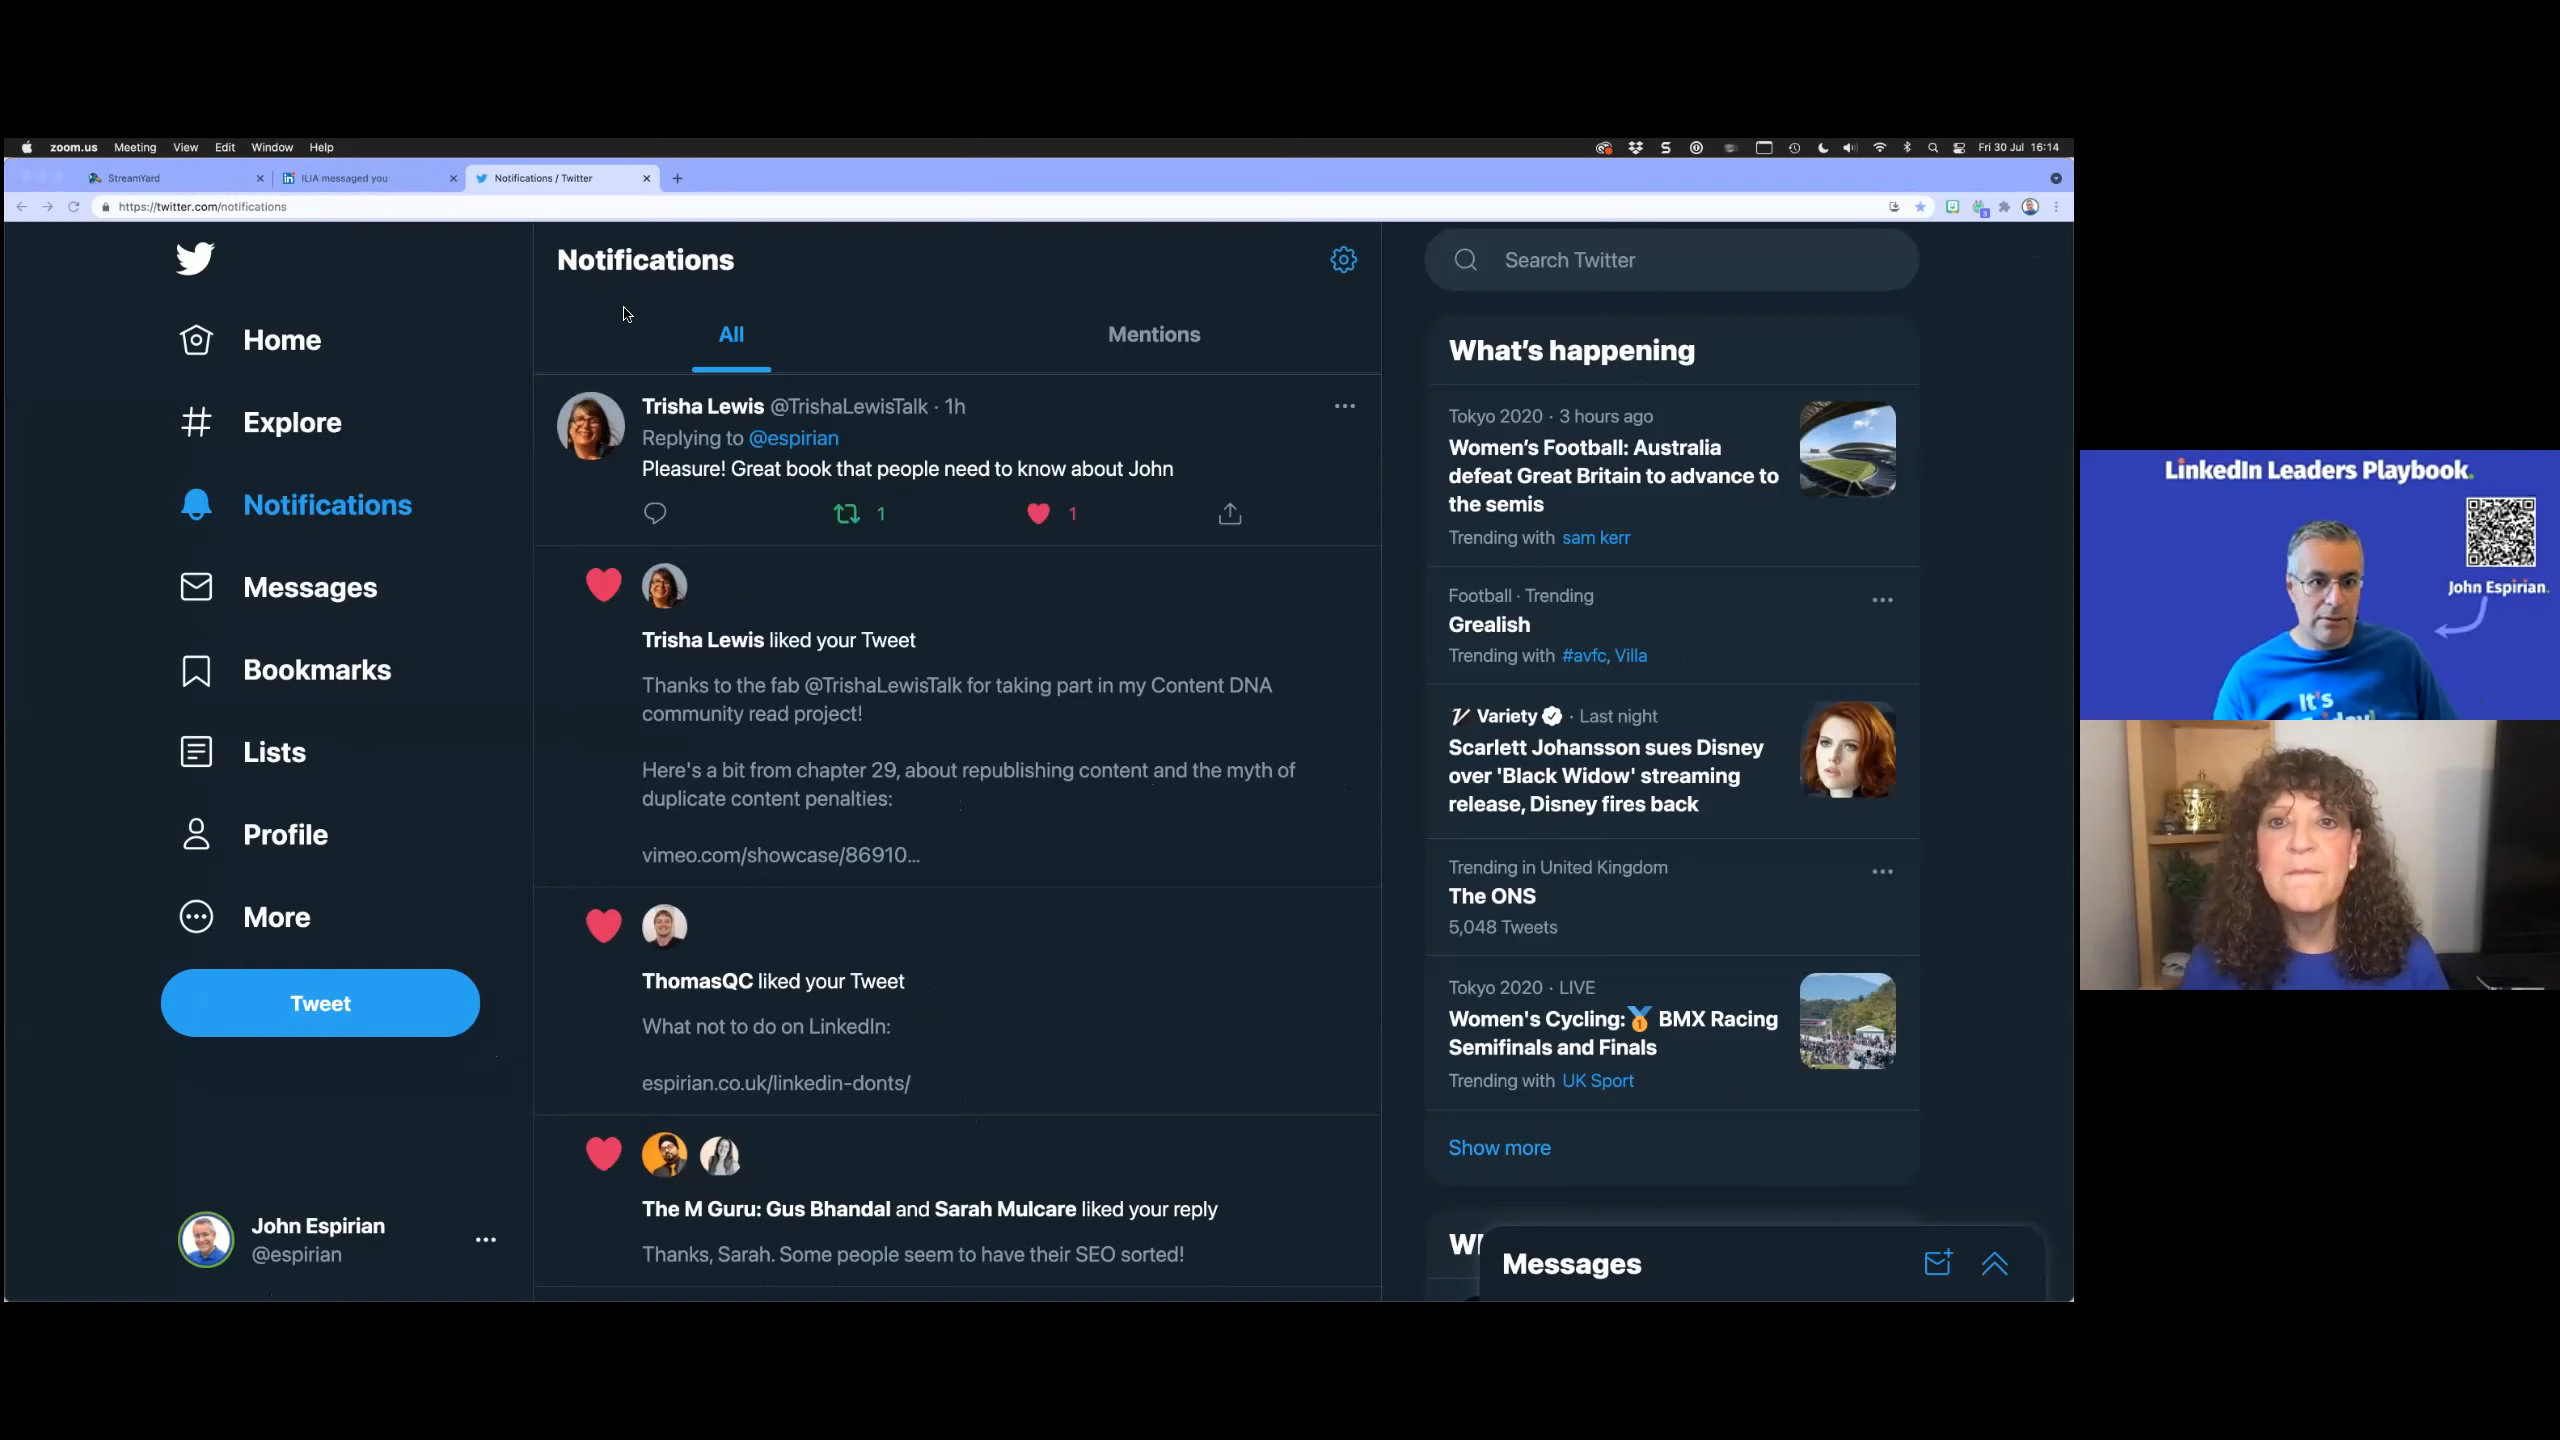 zoom.us Meeting View Edit Window Help
Fri 30 Jul 16:14
StreamYard
ILIA messaged you
Notifications / Twitter
https://twitter.com/notifications
Home
Explore
Notifications
Messages
Bookmarks
Lists
Profile
More
Tweet
John Espirian
@espirian
Notifications
All
Mentions
Trisha Lewis @TrishaLewisTalk · 1h
Replying to @espirian
Pleasure! Great book that people need to know about John
1
1
Trisha Lewis liked your Tweet
Thanks to the fab @TrishaLewisTalk for taking part in my Content DNA
community read project!
Here's a bit from chapter 29, about republishing content and the myth of
duplicate content penalties:
vimeo.com/showcase/86910...
ThomasQC liked your Tweet
What not to do on LinkedIn:
espirian.co.uk/linkedin-donts/
The M Guru: Gus Bhandal and Sarah Mulcare liked your reply
Thanks, Sarah. Some people seem to have their SEO sorted!
Search Twitter
What's happening
Tokyo 2020 · 3 hours ago
Women's Football: Australia
defeat Great Britain to advance to
the semis
Trending with sam kerr
Football · Trending
Grealish
Trending with #avfc, Villa
Variety · Last night
Scarlett Johansson sues Disney
over 'Black Widow' streaming
release, Disney fires back
Trending in United Kingdom
The ONS
5,048 Tweets
Tokyo 2020 · LIVE
Women's Cycling:🥇 BMX Racing
Semifinals and Finals
Trending with UK Sport
Show more
Messages
LinkedIn Leaders Playbook.
John Espirian.
It's